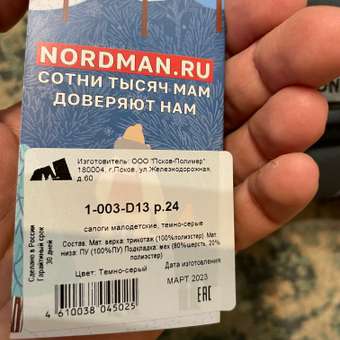 NORDMAN.RU
СОТНИ ТЫСЯЧ МАМ
ДОВЕРЯЮТ НАМ
Изготовитель: ООО "Псков-Полимер"
180004, г.Псков, ул.Железнодорожная,
д.60
1-003-D13 р.24
сапоги малодетские, темно-серые
Состав. Мат. верха: трикотаж (100%полиэстер) Мат.
низа: ПУ (100%ПУ) Подкладка: мех (80%шерсть, 20%
полиэстер)
Цвет: Темно-серый
Дата изготовления
МАРТ 2023
Сделано в России
Гарантийный срок
30 дней
4 610038 045025
EAC
ON